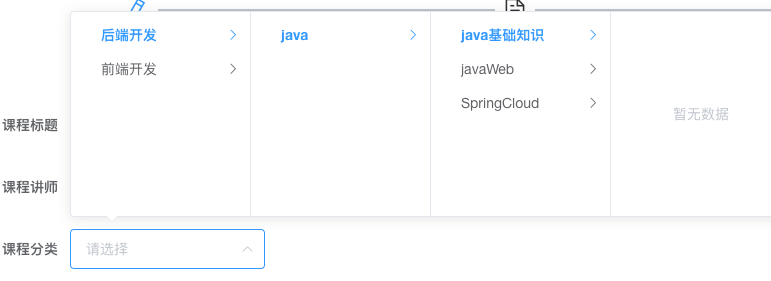 后端开发
java
java基础知识
前端开发
javaWeb
SpringCloud
暂无数据
课程标题
课程讲师
课程分类
请选择